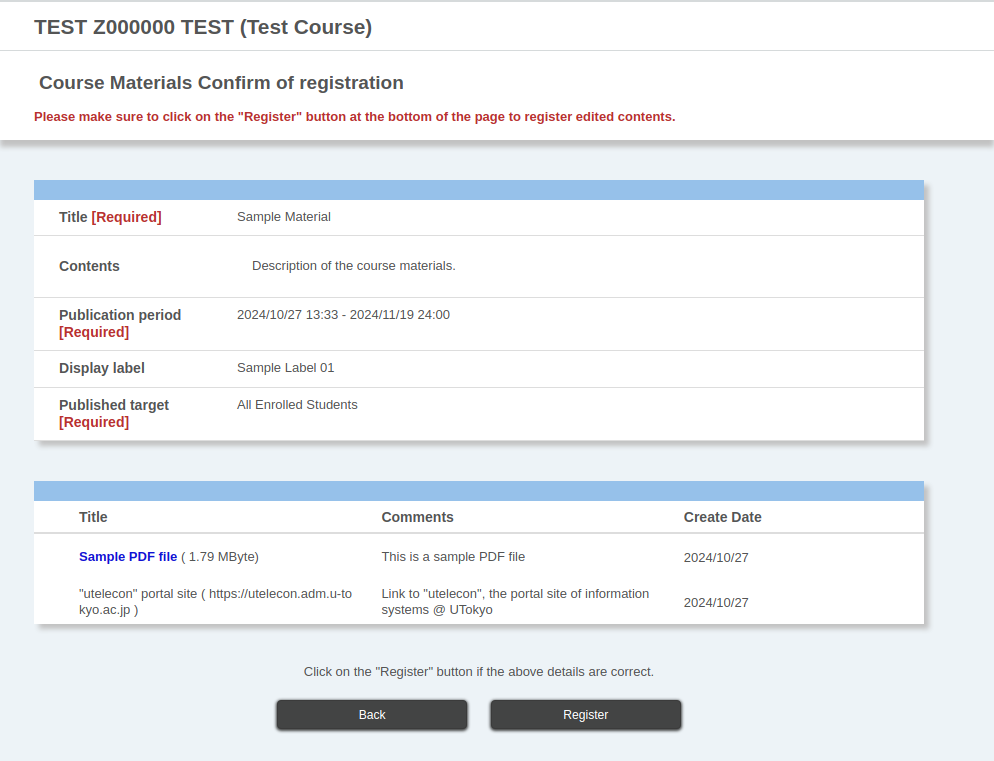 TEST Z000000 TEST (Test Course)
Course Materials Confirm of registration
Please make sure to click on the "Register" button at the bottom of the page to register edited contents.
Title [Required] Sample Material
Contents Description of the course materials.
Publication period 2024/10/27 13:33 - 2024/11/19 24:00
[Required]
Display label Sample Label 01
Published target All Enrolled Students
[Required]
Title Comments Create Date
Sample PDF file ( 1.79 MByte) This is a sample PDF file 2024/10/27
"utelecon" portal site ( https://utelecon.adm.u-to
kyo.ac.jp )
Link to "utelecon", the portal site of information
systems @ UTokyo
2024/10/27
Click on the "Register" button if the above details are correct.
Back Register